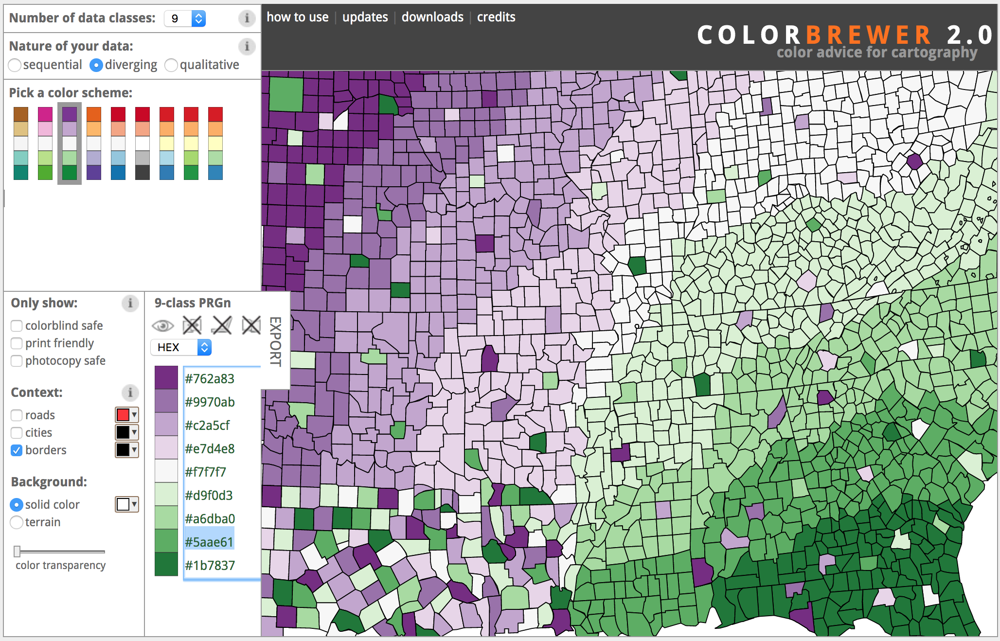 Number of data classes: 9 i
how to use | updates | downloads | credits
COLORBREWER 2.0
color advice for cartography
Nature of your data: i
sequential diverging qualitative
Pick a color scheme:
Only show: i
colorblind safe
print friendly
photocopy safe
Context: i
roads
cities
borders
Background:
solid color
terrain
color transparency
9-class PRGn
HEX
EXPORT
#762a83
#9970ab
#c2a5cf
#e7d4e8
#f7f7f7
#d9f0d3
#a6dba0
#5aae61
#1b7837